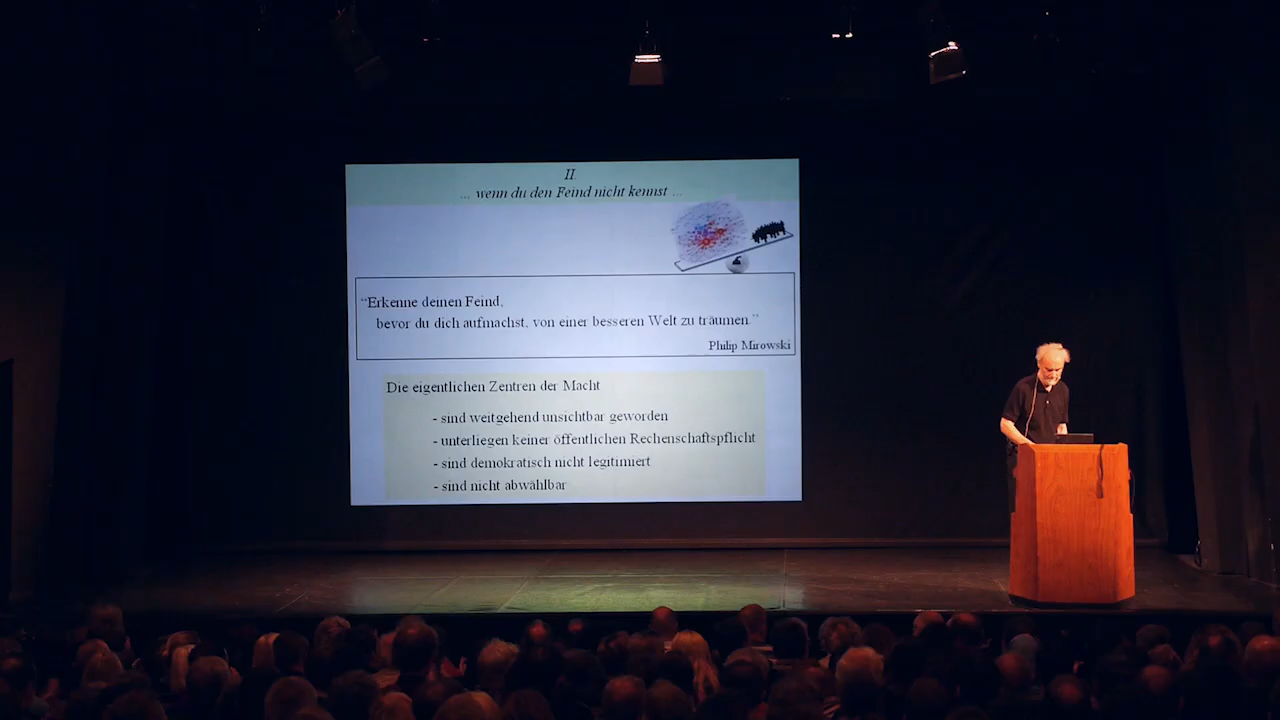 II.
... wenn du den Feind nicht kennst ...
“Erkenne deinen Feind,
bevor du dich aufmachst, von einer besseren Welt zu träumen.”
Philip Mirowski
Die eigentlichen Zentren der Macht
- sind weitgehend unsichtbar geworden
- unterliegen keiner öffentlichen Rechenschaftspflicht
- sind demokratisch nicht legitimiert
- sind nicht abwählbar